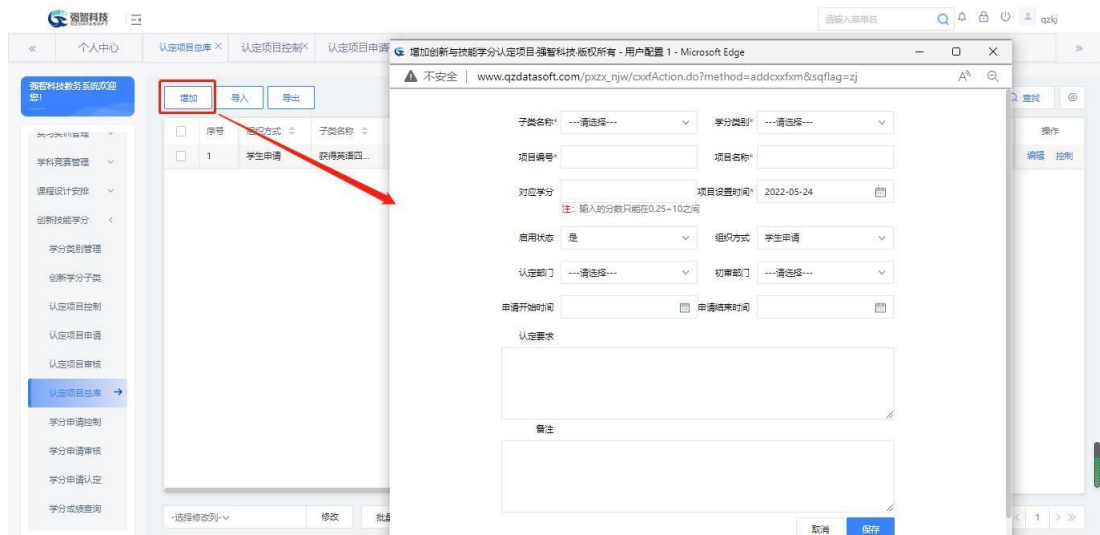 强智科技
QZDATASOFT
请输入菜单名
qzkj
个人中心
认定项目总库 ×
认定项目控制×
认定项目申请
强智科技教务系统欢迎您!
实习实训管理
学科竞赛管理
课程设计安排
创新技能学分
学分类别管理
创新学分子类
认定项目控制
认定项目申请
认定项目审核
认定项目总库
学分申请控制
学分申请审核
学分申请认定
学分成绩查询
增加 导入 导出
查找
序号 组织方式 子类名称 操作
1 学生申请 获得英语四... 编辑 控制
-选择修改列- 修改
1
增加创新与技能学分认定项目-强智科技-版权所有 - 用户配置 1 - Microsoft Edge
不安全 www.qzdatasoft.com/pxzx_njw/cxxfAction.do?method=addcxxfxm&sqflag=zj
子类名称* ---请选择--- 学分类别* ---请选择---
项目编号* 项目名称*
对应学分 项目设置时间* 2022-05-24
注: 输入的分数只能在0.25~10之间
启用状态 是 组织方式 学生申请
认定部门 ---请选择--- 初审部门 ---请选择---
申请开始时间 申请结束时间
认定要求
备注
取消 保存